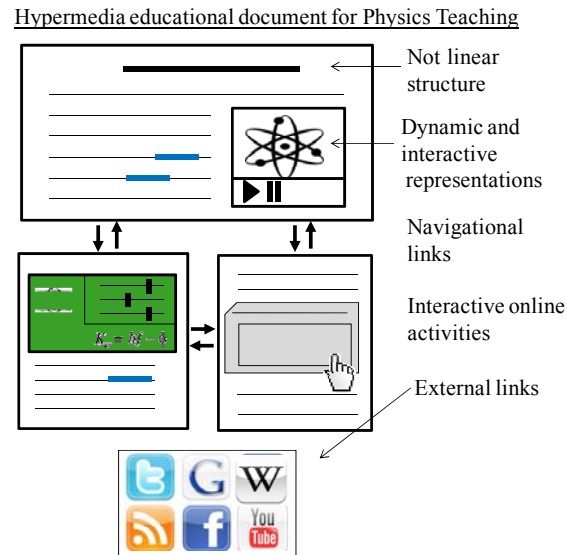 Hypermedia educational document for Physics Teaching
Not linear
structure
Dynamic and
interactive
representations
Navigational
links
Interactive online
activities
External links
G W
You
Tube